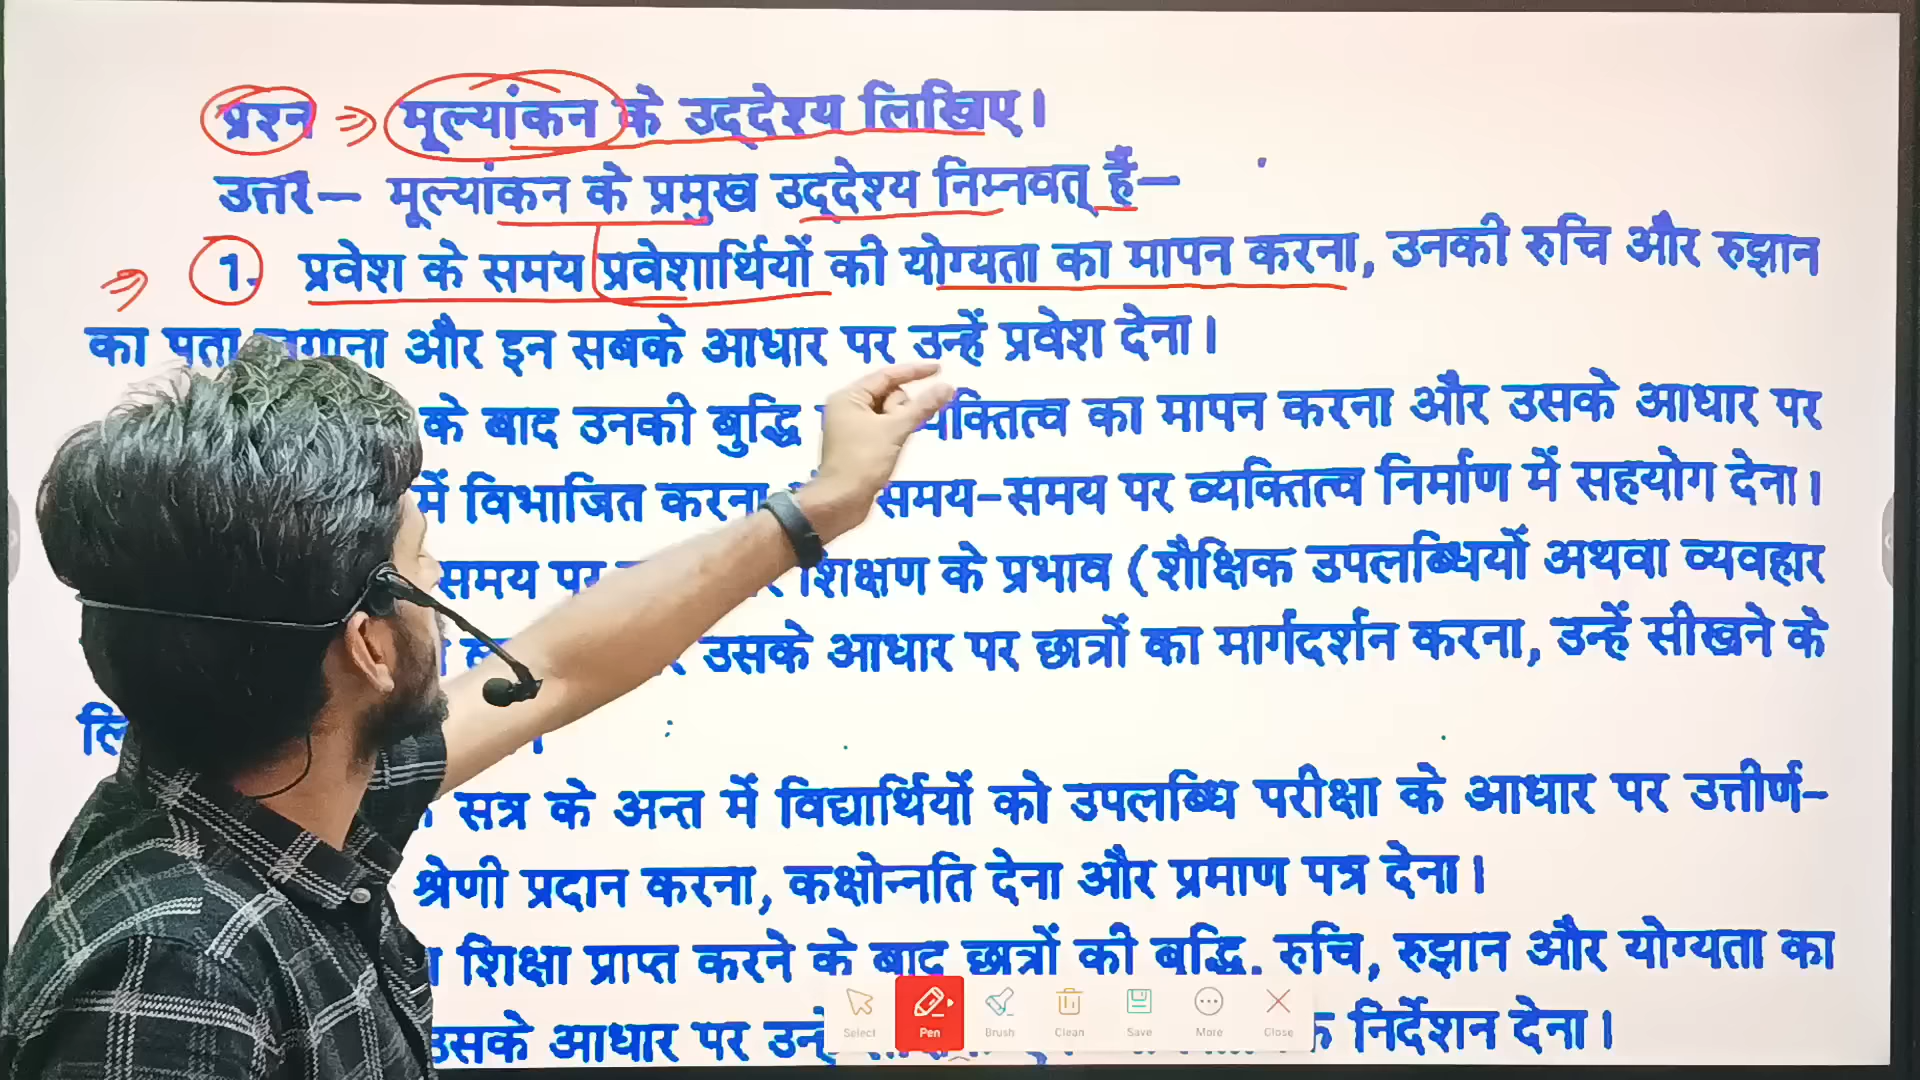 प्रश्न ⇒ मूल्यांकन के उद्देश्य लिखिए।
उत्तर– मूल्यांकन के प्रमुख उद्देश्य निम्नवत् हैं–
⇒ 1. प्रवेश के समय प्रवेशार्थियों की योग्यता का मापन करना, उनकी रुचि और रुझान
का पता लगाना और इन सबके आधार पर उन्हें प्रवेश देना।
के बाद उनकी बुद्धि व्यक्तित्व का मापन करना और उसके आधार पर
में विभाजित करना समय-समय पर व्यक्तित्व निर्माण में सहयोग देना।
समय पर शिक्षण के प्रभाव (शैक्षिक उपलब्धियों अथवा व्यवहार
उसके आधार पर छात्रों का मार्गदर्शन करना, उन्हें सीखने के
सत्र के अन्त में विद्यार्थियों को उपलब्धि परीक्षा के आधार पर उत्तीर्ण-
श्रेणी प्रदान करना, कक्षोन्नति देना और प्रमाण पत्र देना।
शिक्षा प्राप्त करने के बाद छात्रों की बुद्धि, रुचि, रुझान और योग्यता का
उसके आधार पर उन्हें निर्देशन देना।
Select Pen Brush Clean Save More Close